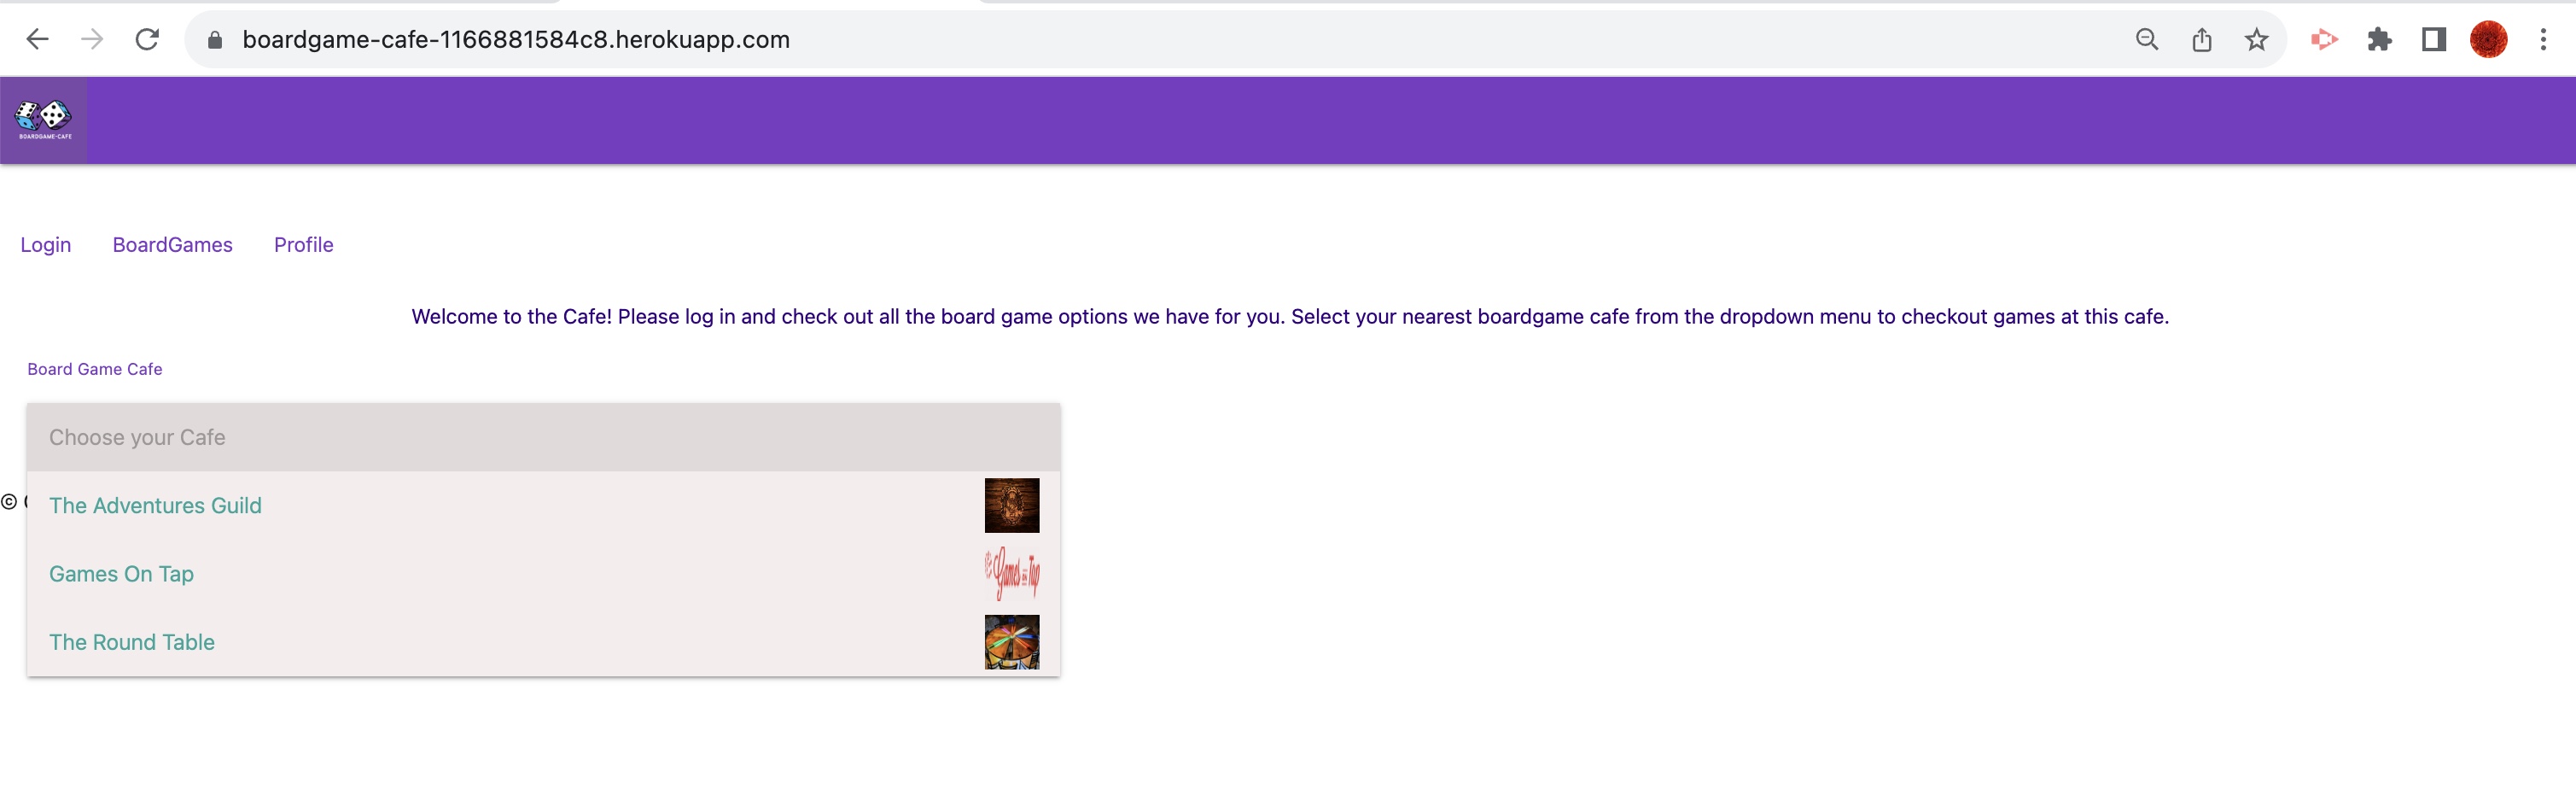 boardgame-cafe-1166881584c8.herokuapp.com
BOARDGAME-CAFE
Login BoardGames Profile
Welcome to the Cafe! Please log in and check out all the board game options we have for you. Select your nearest boardgame cafe from the dropdown menu to checkout games at this cafe.
Board Game Cafe
Choose your Cafe
©
The Adventures Guild
Games On Tap
Games on Tap
The Round Table